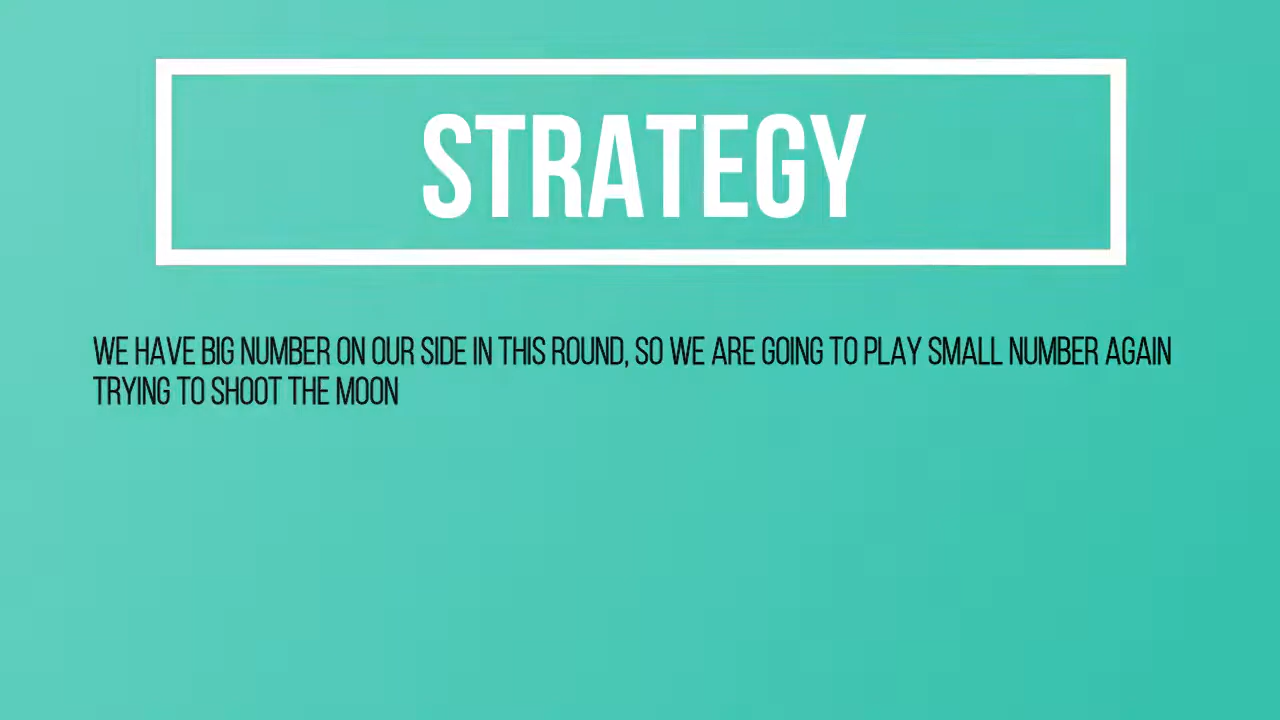 STRATEGY
WE HAVE BIG NUMBER ON OUR SIDE IN THIS ROUND, SO WE ARE GOING TO PLAY SMALL NUMBER AGAIN
TRYING TO SHOOT THE MOON